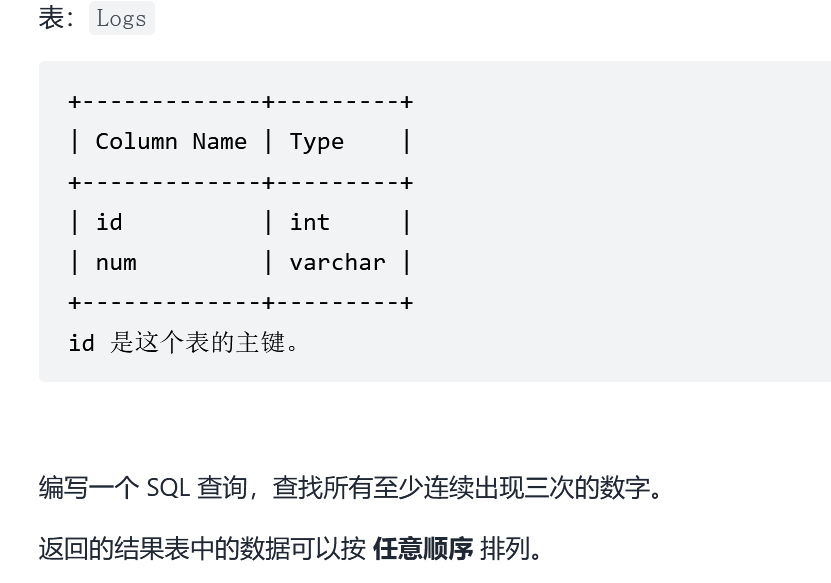 表： Logs
+-------------+---------+
| Column Name | Type    |
+-------------+---------+
| id          | int     |
| num         | varchar |
+-------------+---------+
id 是这个表的主键。
编写一个 SQL 查询，查找所有至少连续出现三次的数字。
返回的结果表中的数据可以按 任意顺序 排列。